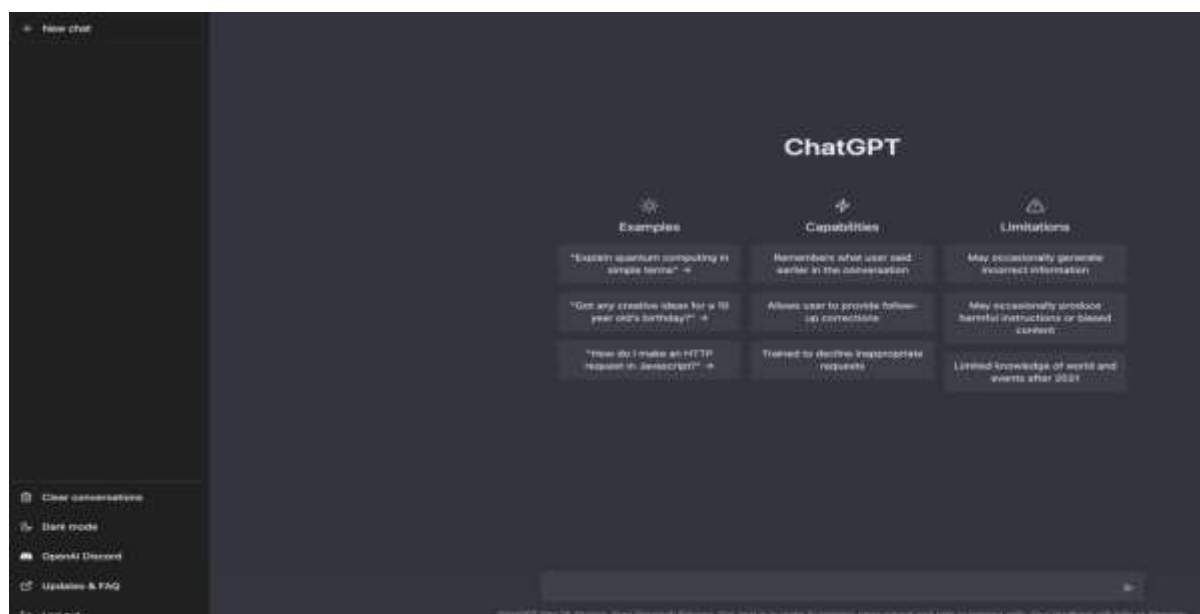 New chat
ChatGPT
Examples
"Explain quantum computing in
simple terms" →
"Got any creative ideas for a 10
year old's birthday?" →
"How do I make an HTTP
request in Javascript?" →
Capabilities
Remembers what user said
earlier in the conversation
Allows user to provide follow-
up corrections
Trained to decline inappropriate
requests
Limitations
May occasionally generate
incorrect information
May occasionally produce
harmful instructions or biased
content
Limited knowledge of world and
events after 2021
Clear conversations
Dark mode
OpenAI Discord
Updates & FAQ